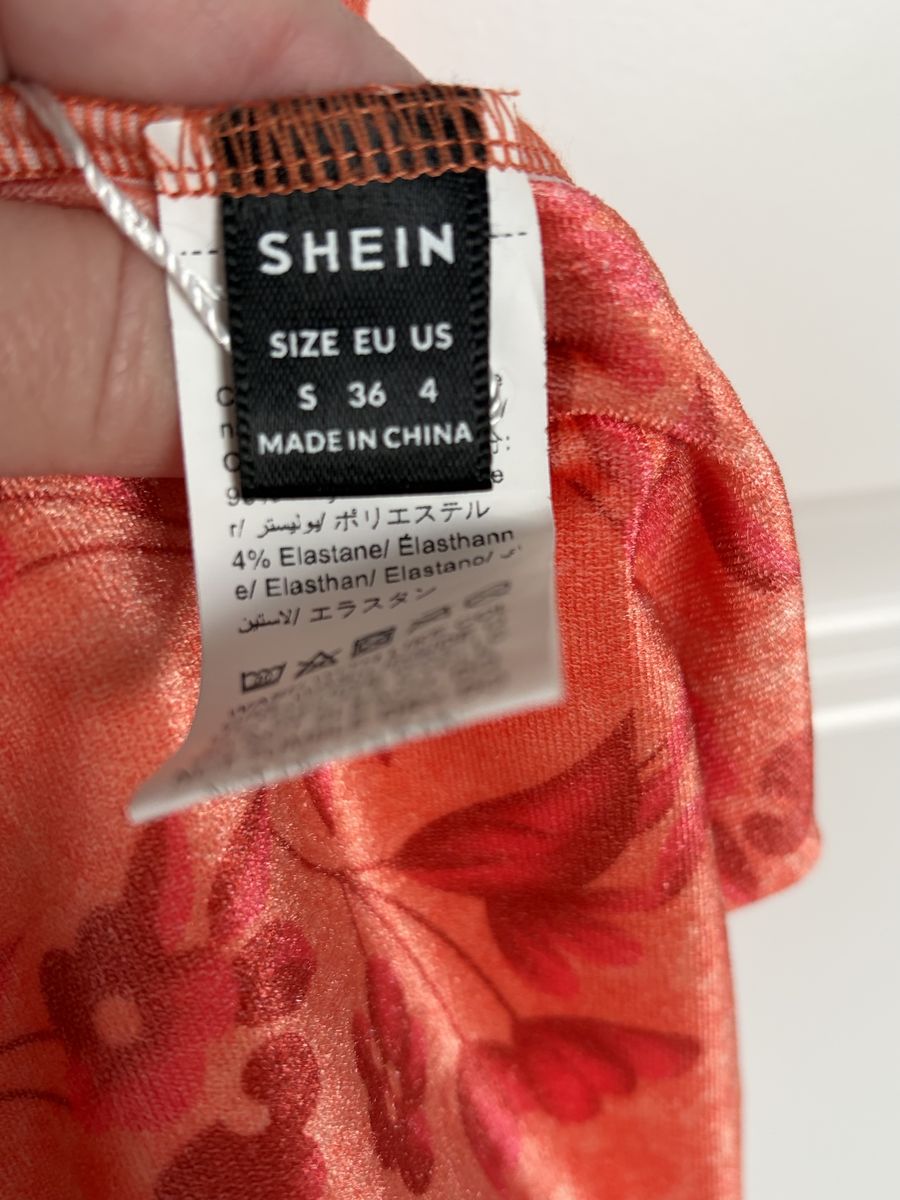 SHEIN
SIZE EU US
S 36 4
MADE IN CHINA
r/ بوليستر/ ポリエステル
4% Elastane/ Élasthann
e/ Elasthan/ Elastano/
لاستين/ エラスタン